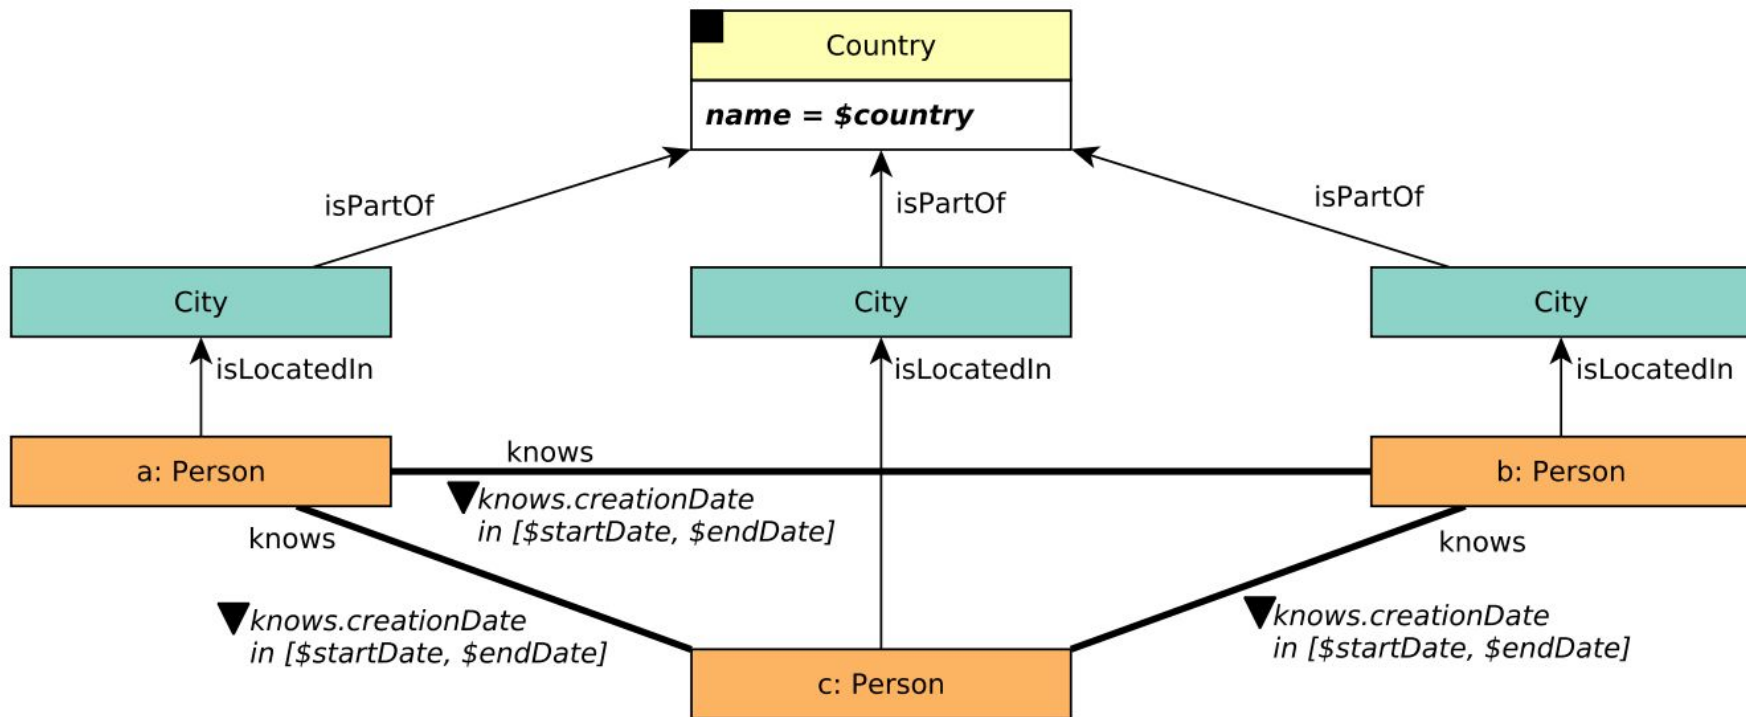 Country
name = $country
isPartOf
isPartOf
isPartOf
City
City
City
isLocatedIn
isLocatedIn
isLocatedIn
a: Person
knows
b: Person
knows.creationDate
in [$startDate, $endDate]
knows
knows
knows.creationDate
in [$startDate, $endDate]
knows.creationDate
in [$startDate, $endDate]
c: Person